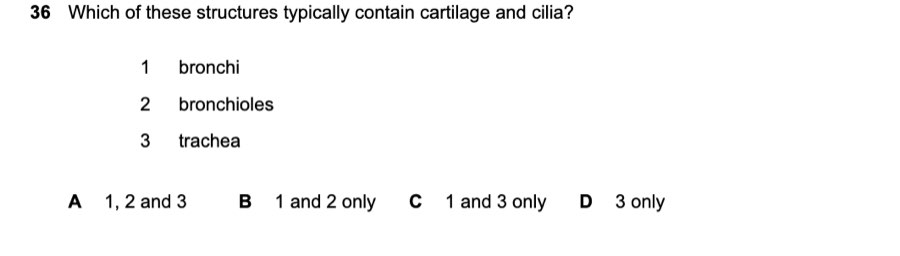 36 Which of these structures typically contain cartilage and cilia?
1 bronchi
2 bronchioles
3 trachea
A 1, 2 and 3 B 1 and 2 only C 1 and 3 only D 3 only